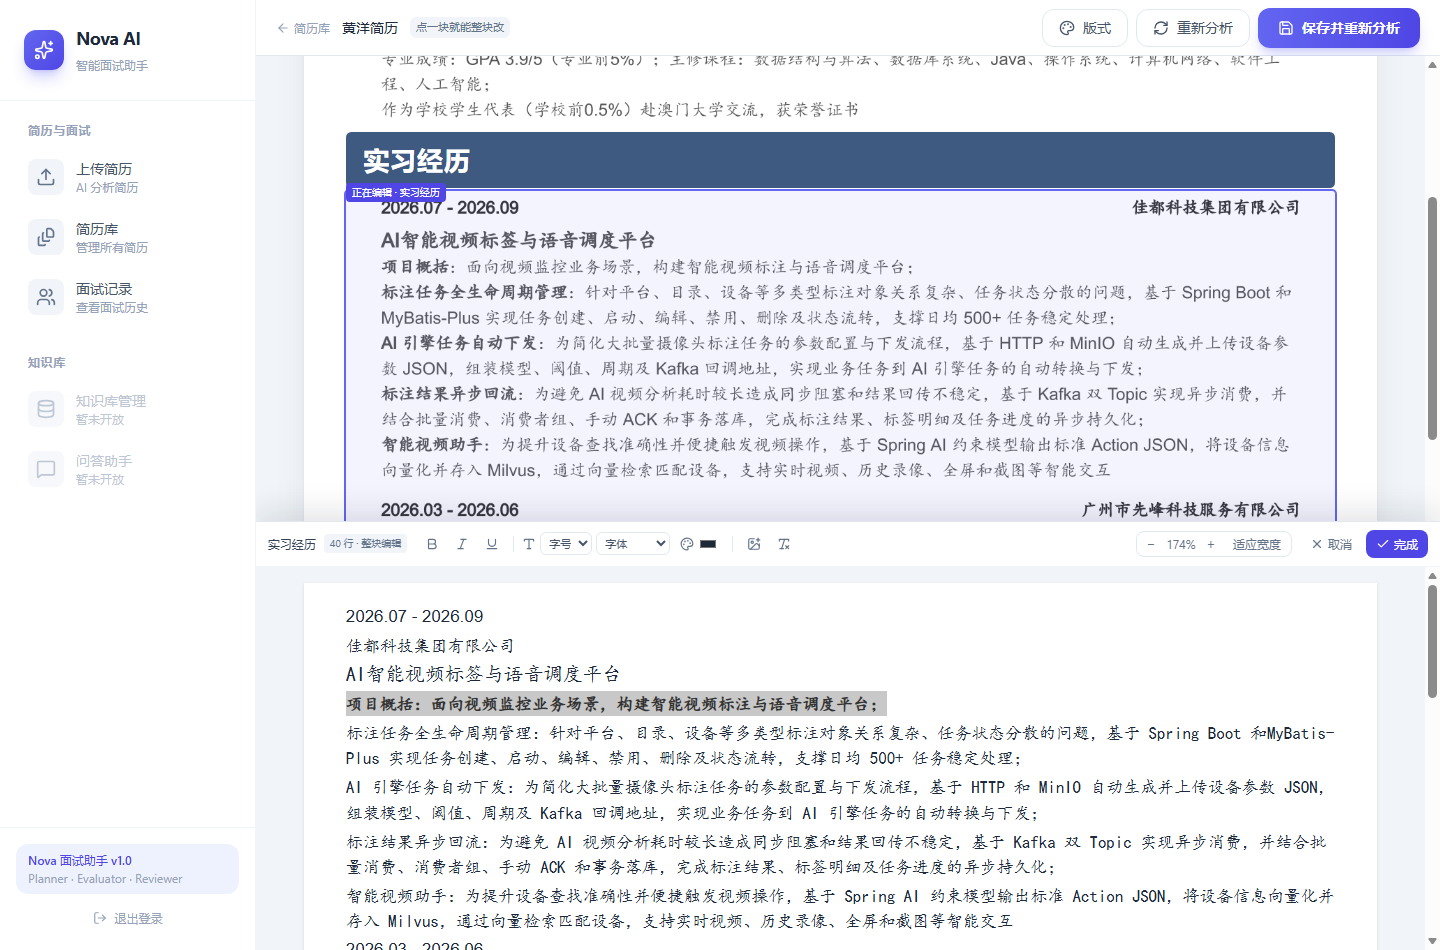 Nova AI
智能面试助手
简历与面试
上传简历
AI 分析简历
简历库
管理所有简历
面试记录
查看面试历史
知识库
知识库管理
暂未开放
问答助手
暂未开放
Nova 面试助手 v1.0
Planner · Evaluator · Reviewer
退出登录
简历库
黄洋简历
点一块就能整块改
版式
重新分析
保存并重新分析
专业成绩：GPA 3.9/5（专业前5%）；主修课程：数据结构与算法、数据库系统、Java、操作系统、计算机网络、软件工
程、人工智能；
作为学校学生代表（学校前0.5%）赴澳门大学交流，获荣誉证书
实习经历
正在编辑 · 实习经历
2026.07 - 2026.09
佳都科技集团有限公司
AI智能视频标签与语音调度平台
项目概括：面向视频监控业务场景，构建智能视频标注与语音调度平台；
标注任务全生命周期管理：针对平台、目录、设备等多类型标注对象关系复杂、任务状态分散的问题，基于 Spring Boot 和
MyBatis-Plus 实现任务创建、启动、编辑、禁用、删除及状态流转，支撑日均 500+ 任务稳定处理；
AI 引擎任务自动下发：为简化大批量摄像头标注任务的参数配置与下发流程，基于 HTTP 和 MinIO 自动生成并上传设备参
数 JSON，组装模型、阈值、周期及 Kafka 回调地址，实现业务任务到 AI 引擎任务的自动转换与下发；
标注结果异步回流：为避免 AI 视频分析耗时较长造成同步阻塞和结果回传不稳定，基于 Kafka 双 Topic 实现异步消费，并
结合批量消费、消费者组、手动 ACK 和事务落库，完成标注结果、标签明细及任务进度的异步持久化；
智能视频助手：为提升设备查找准确性并便捷触发视频操作，基于 Spring AI 约束模型输出标准 Action JSON，将设备信息
向量化并存入 Milvus，通过向量检索匹配设备，支持实时视频、历史录像、全屏和截图等智能交互
2026.03 - 2026.06
广州市先峰科技服务有限公司
实习经历
40 行 · 整块编辑
B
I
U
T
字号
字体
− 174% +
适应宽度
取消
完成
2026.07 - 2026.09
佳都科技集团有限公司
AI智能视频标签与语音调度平台
项目概括：面向视频监控业务场景，构建智能视频标注与语音调度平台；
标注任务全生命周期管理：针对平台、目录、设备等多类型标注对象关系复杂、任务状态分散的问题，基于 Spring Boot 和MyBatis-
Plus 实现任务创建、启动、编辑、禁用、删除及状态流转，支撑日均 500+ 任务稳定处理；
AI 引擎任务自动下发：为简化大批量摄像头标注任务的参数配置与下发流程，基于 HTTP 和 MinIO 自动生成并上传设备参数 JSON，
组装模型、阈值、周期及 Kafka 回调地址，实现业务任务到 AI 引擎任务的自动转换与下发；
标注结果异步回流：为避免 AI 视频分析耗时较长造成同步阻塞和结果回传不稳定，基于 Kafka 双 Topic 实现异步消费，并结合批
量消费、消费者组、手动 ACK 和事务落库，完成标注结果、标签明细及任务进度的异步持久化；
智能视频助手：为提升设备查找准确性并便捷触发视频操作，基于 Spring AI 约束模型输出标准 Action JSON，将设备信息向量化并
存入 Milvus，通过向量检索匹配设备，支持实时视频、历史录像、全屏和截图等智能交互
2026.03 - 2026.06